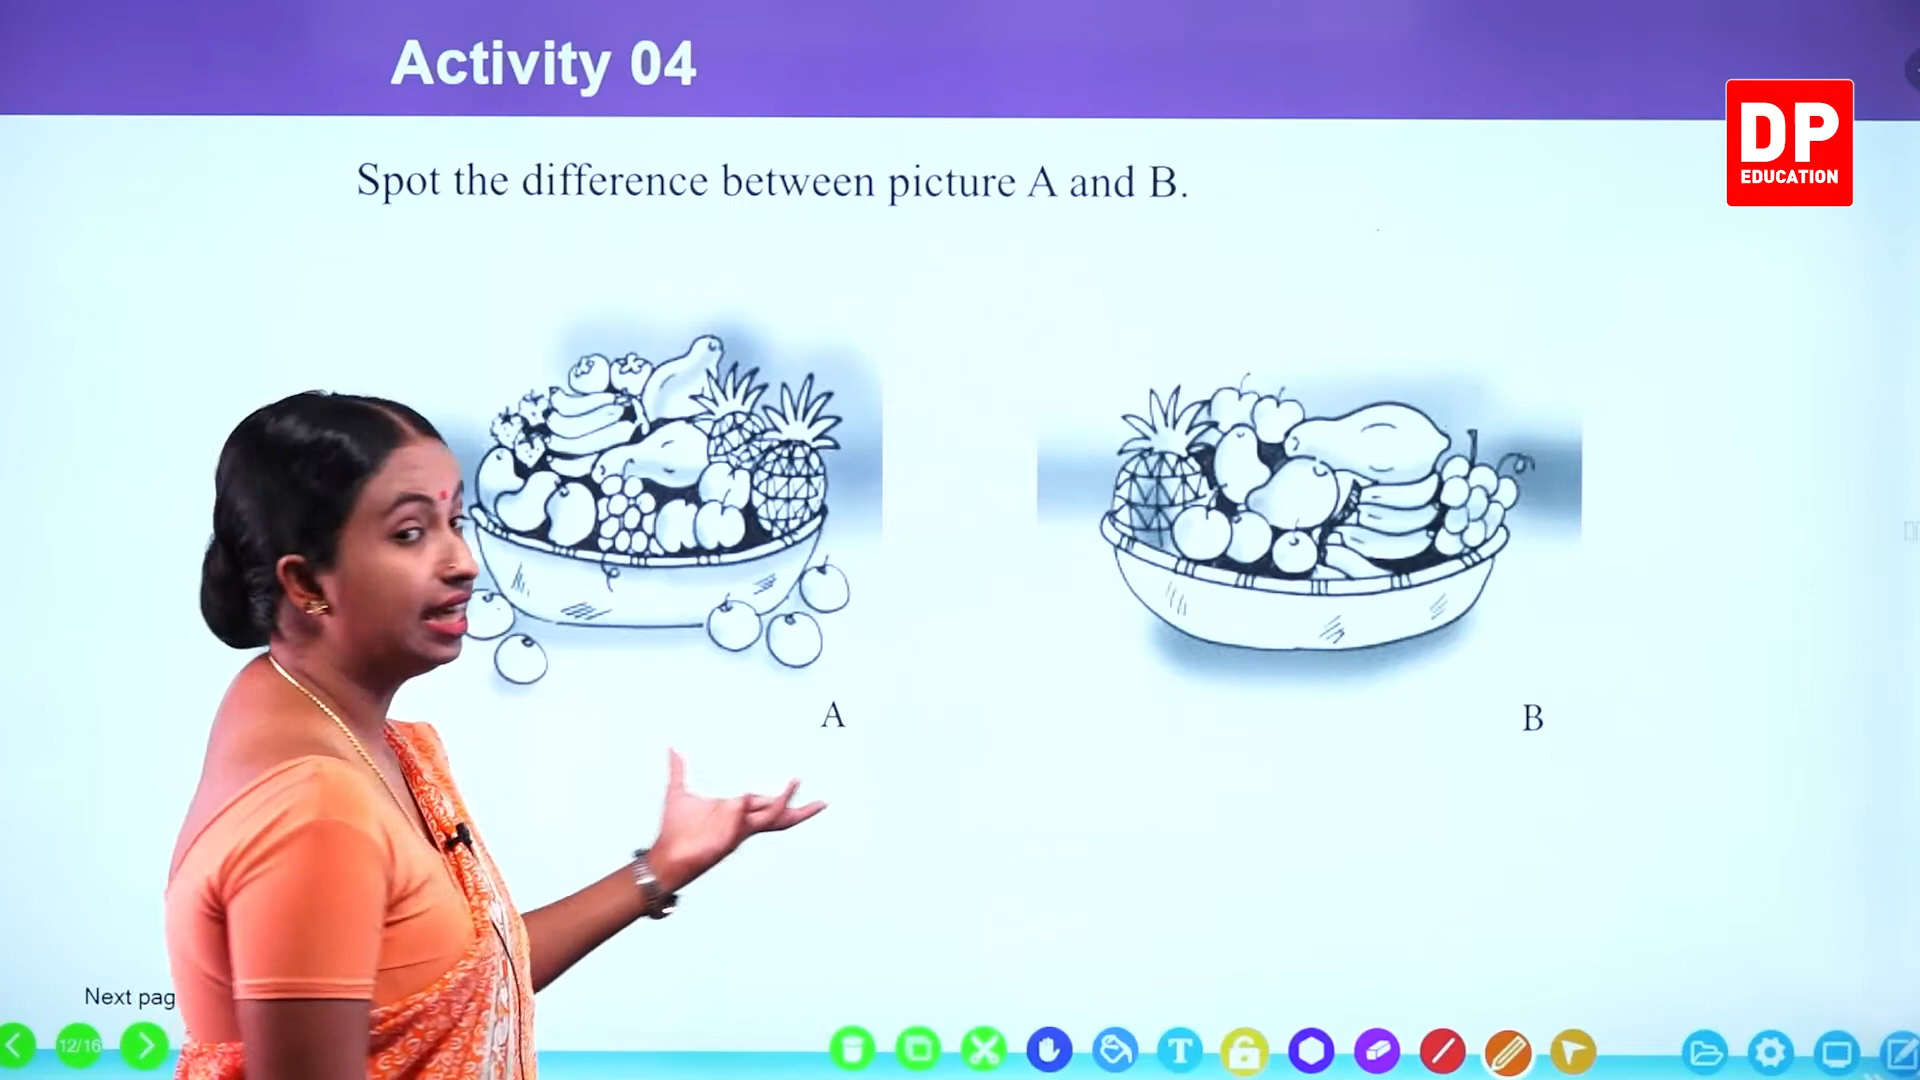 Activity 04
DP
EDUCATION
Spot the difference between picture A and B.
A
B
Next pag
12/16
T